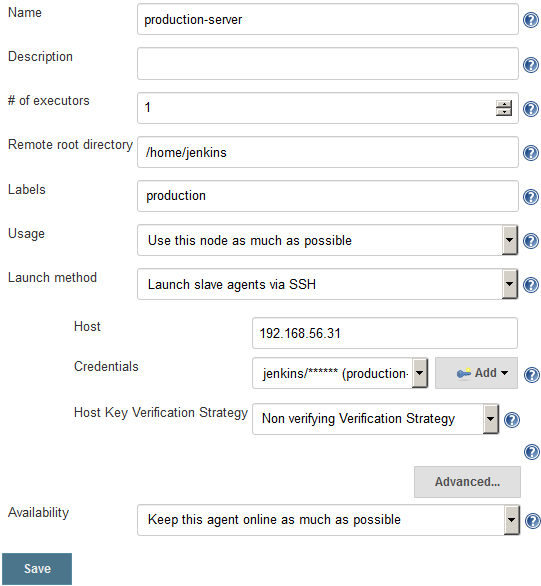 Name production-server
Description
# of executors 1
Remote root directory /home/jenkins
Labels production
Usage Use this node as much as possible
Launch method Launch slave agents via SSH
Host 192.168.56.31
Credentials jenkins/****** (production- Add
Host Key Verification Strategy Non verifying Verification Strategy
Advanced...
Availability Keep this agent online as much as possible
Save